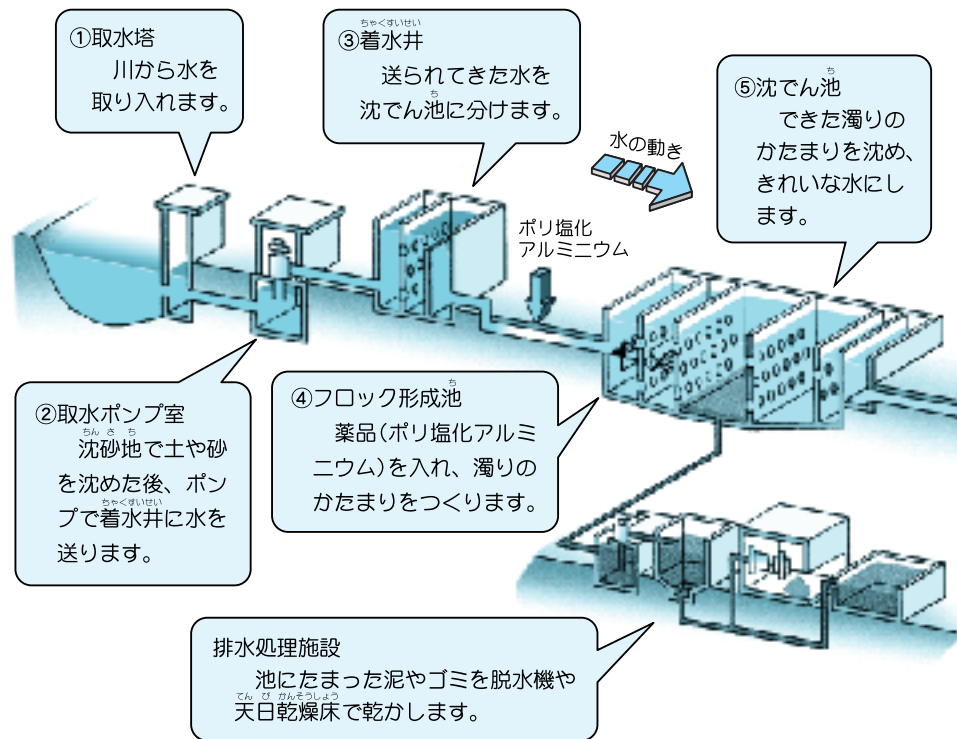 ①取水塔
川から水を
取り入れます。
ちゃくすいせい
③着水井
送られてきた水を
ち
沈でん池に分けます。
水の動き
ち
⑤沈でん池
できた濁りの
かたまりを沈め、
きれいな水にし
ます。
ポリ塩化
アルミニウム
②取水ポンプ室
ちんさち
沈砂地で土や砂
を沈めた後、ポン
ちゃくすいせい
プで着水井に水を
送ります。
ち
④フロック形成池
薬品(ポリ塩化アルミ
ニウム)を入れ、濁りの
かたまりをつくります。
排水処理施設
池にたまった泥やゴミを脱水機や
てんぴかんそうしょう
天日乾燥床で乾かします。